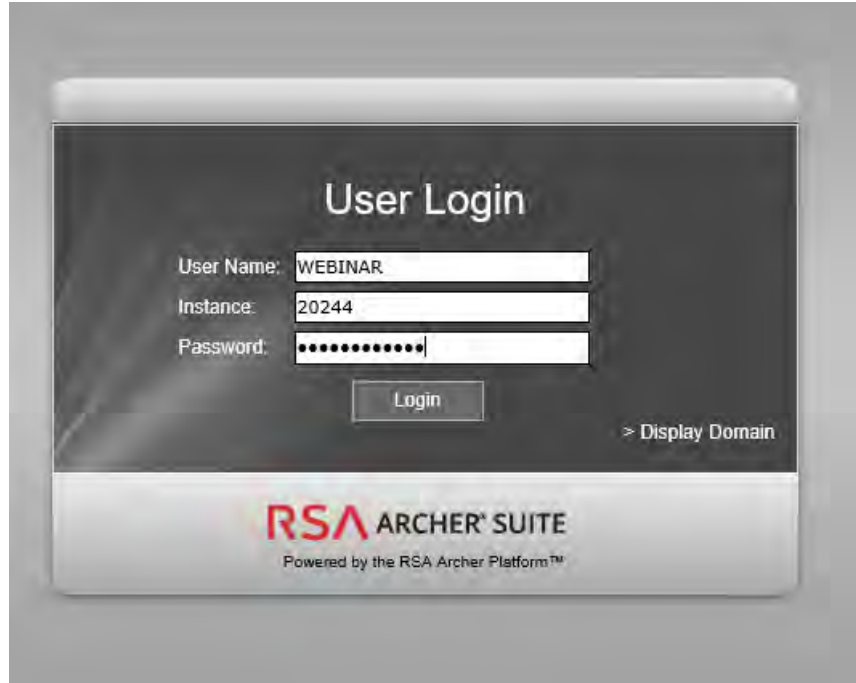 User Login
User Name: WEBINAR
Instance: 20244
Password: ••••••••••••
Login
> Display Domain
RSA ARCHER® SUITE
Powered by the RSA Archer Platform™